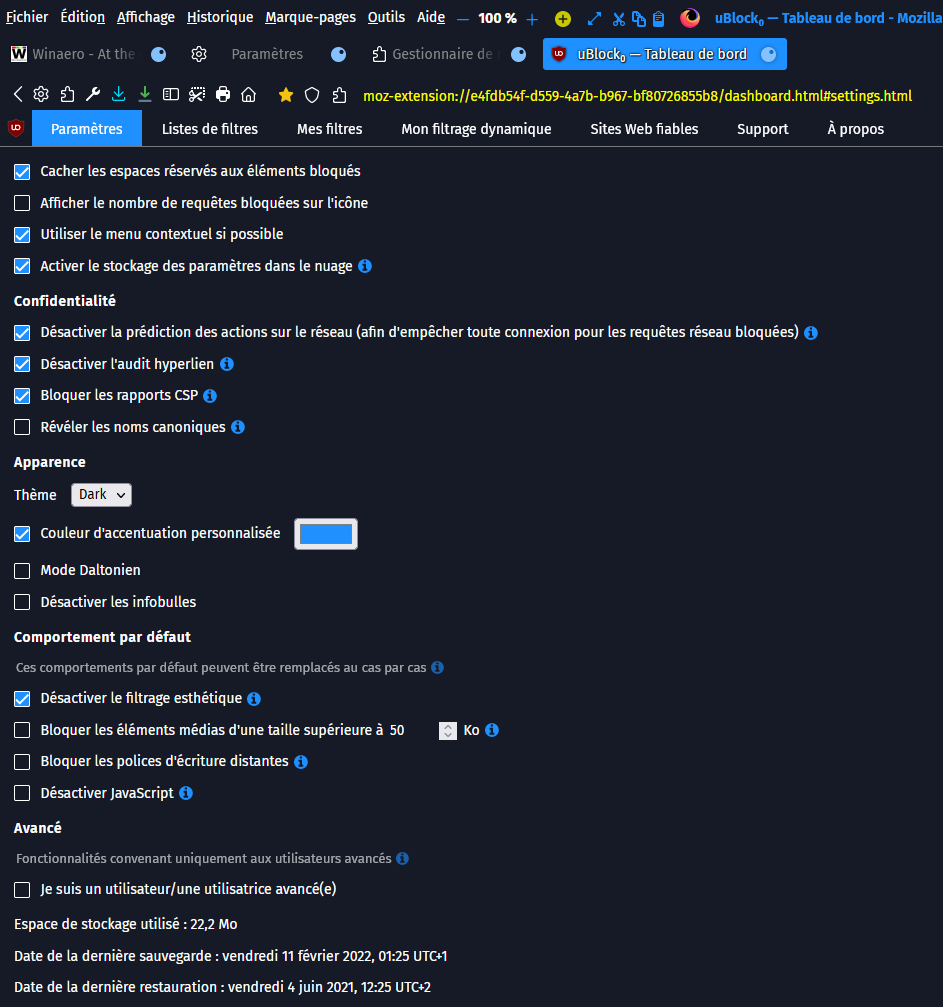 Fichier Édition Affichage Historique Marque-pages Outils Aide — 100 % + uBlock₀ — Tableau de bord - Mozilla
Winaero - At the Paramètres Gestionnaire de uBlock₀ — Tableau de bord
moz-extension://e4fdb54f-d559-4a7b-b967-bf80726855b8/dashboard.html#settings.html
Paramètres Listes de filtres Mes filtres Mon filtrage dynamique Sites Web fiables Support À propos
Cacher les espaces réservés aux éléments bloqués
Afficher le nombre de requêtes bloquées sur l'icône
Utiliser le menu contextuel si possible
Activer le stockage des paramètres dans le nuage
Confidentialité
Désactiver la prédiction des actions sur le réseau (afin d'empêcher toute connexion pour les requêtes réseau bloquées)
Désactiver l'audit hyperlien
Bloquer les rapports CSP
Révéler les noms canoniques
Apparence
Thème Dark
Couleur d'accentuation personnalisée
Mode Daltonien
Désactiver les infobulles
Comportement par défaut
Ces comportements par défaut peuvent être remplacés au cas par cas
Désactiver le filtrage esthétique
Bloquer les éléments médias d'une taille supérieure à 50 Ko
Bloquer les polices d'écriture distantes
Désactiver JavaScript
Avancé
Fonctionnalités convenant uniquement aux utilisateurs avancés
Je suis un utilisateur/une utilisatrice avancé(e)
Espace de stockage utilisé : 22,2 Mo
Date de la dernière sauvegarde : vendredi 11 février 2022, 01:25 UTC+1
Date de la dernière restauration : vendredi 4 juin 2021, 12:25 UTC+2